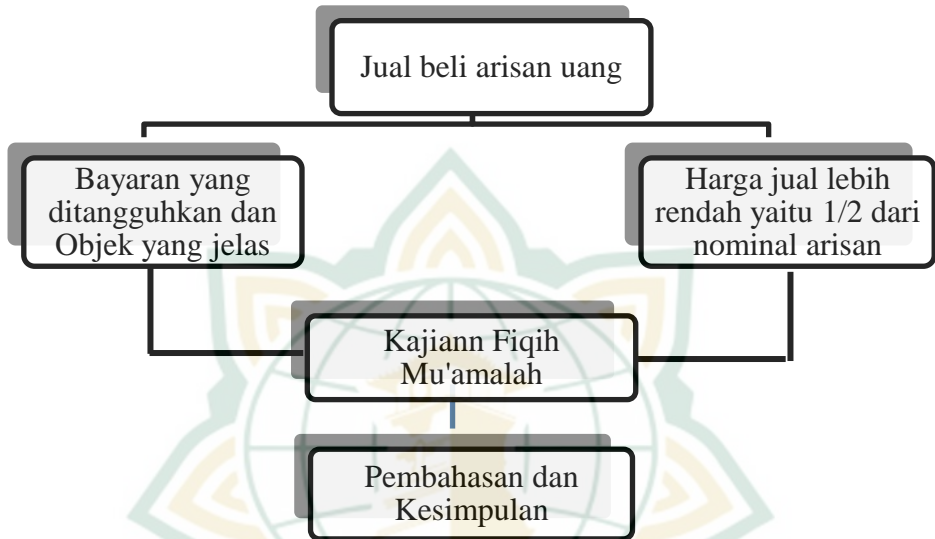 Jual beli arisan uang
Bayaran yang
ditangguhkan dan
Objek yang jelas
Harga jual lebih
rendah yaitu 1/2 dari
nominal arisan
Kajiann Fiqih
Mu'amalah
Pembahasan dan
Kesimpulan